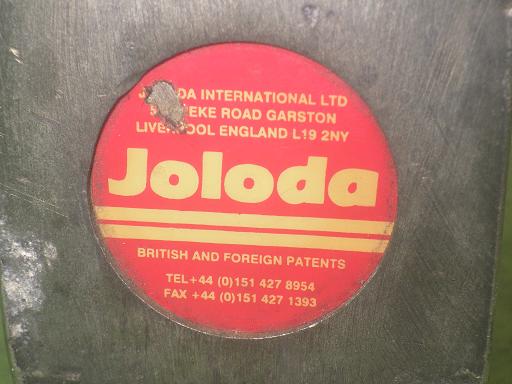 INTERNATIONAL LTD
ROAD GARSTON
ENGLAND L19 2NY
Joloda
BRITISH AND FOREIGN PATENTS
TEL +44 (0)151 427 8954
FAX +44 (0)151 427 1393